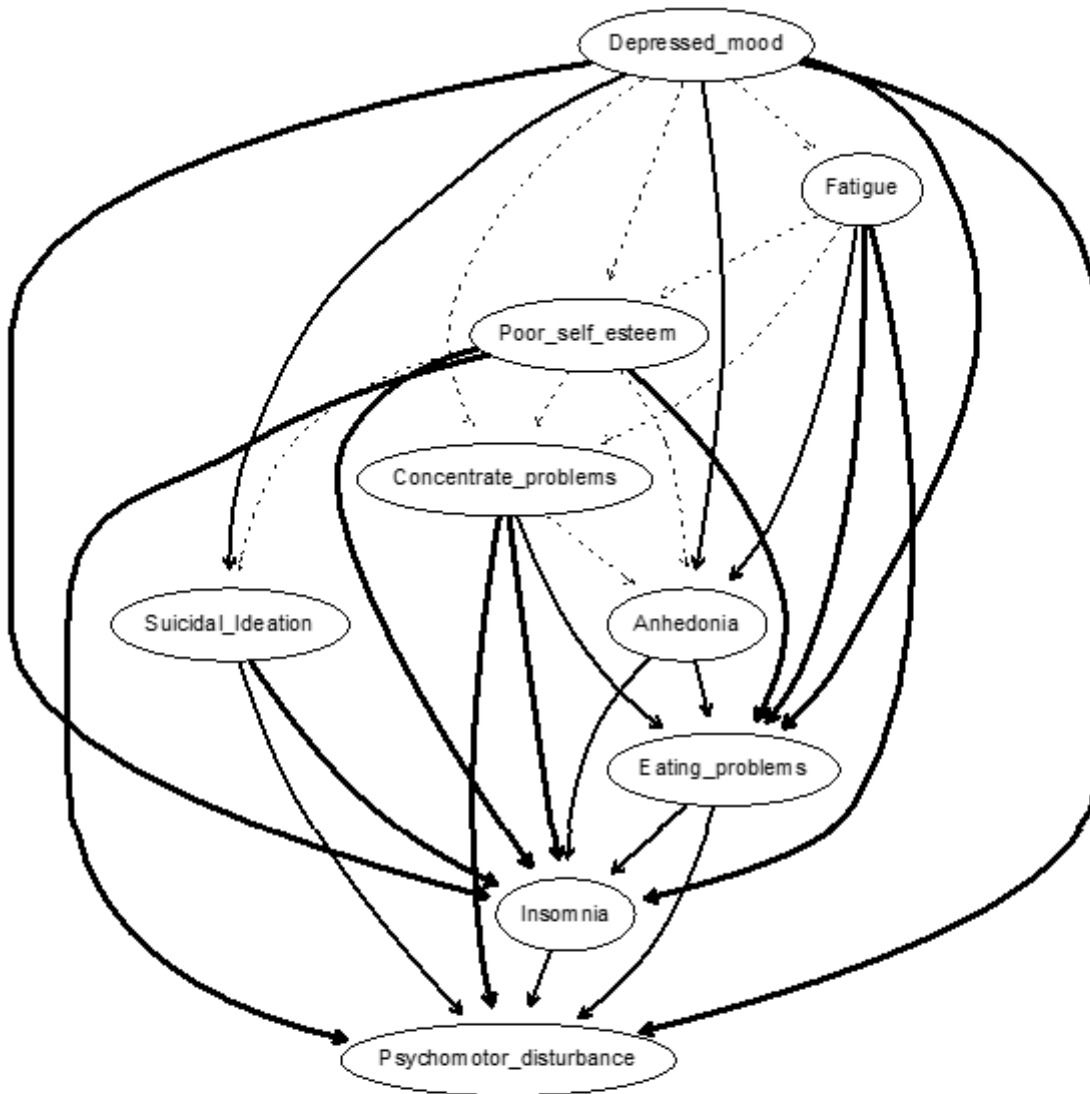 Depressed_mood
Fatigue
Poor_self_esteem
Concentrate_problems
Suicidal_Ideation
Anhedonia
Eating_problems
Insomnia
Psychomotor_disturbance